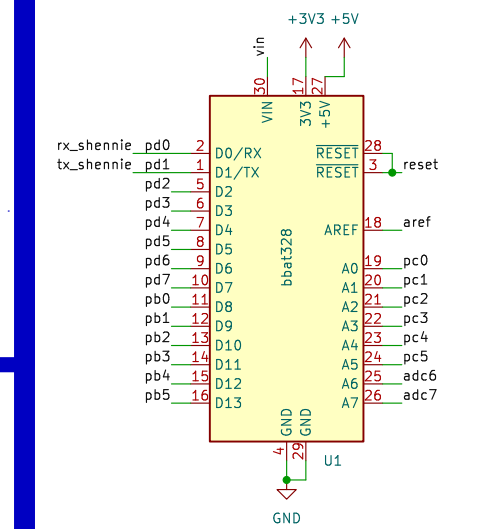 +3V3 +5V
vin
30 17 27
VIN 3V3 +5V
rx_shennie pd0 2 D0/RX RESET 28
tx_shennie pd1 1 D1/TX RESET 3 reset
pd2 5 D2
pd3 6 D3
pd4 7 D4 AREF 18 aref
pd5 8 D5
pd6 9 D6 A0 19 pc0
pd7 10 D7 A1 20 pc1
pb0 11 D8 A2 21 pc2
pb1 12 D9 A3 22 pc3
pb2 13 D10 A4 23 pc4
pb3 14 D11 A5 24 pc5
pb4 15 D12 A6 25 adc6
pb5 16 D13 A7 26 adc7
bbat328
GND GND
4 29 U1
GND